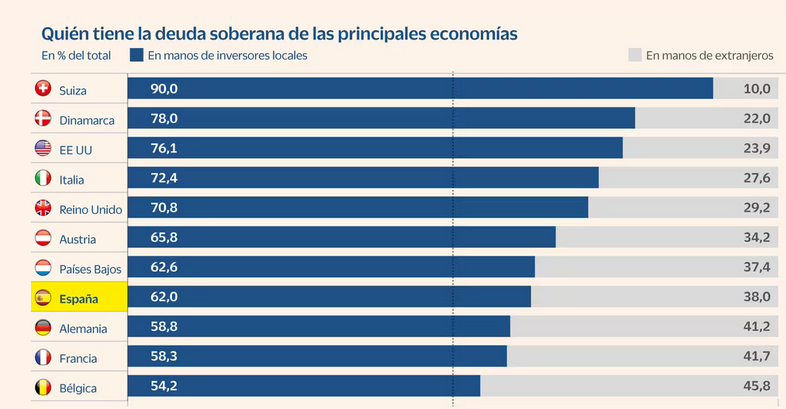 Quién tiene la deuda soberana de las principales economías
En % del total En manos de inversores locales En manos de extranjeros
Suiza 90,0 10,0
Dinamarca 78,0 22,0
EE UU 76,1 23,9
Italia 72,4 27,6
Reino Unido 70,8 29,2
Austria 65,8 34,2
Países Bajos 62,6 37,4
España 62,0 38,0
Alemania 58,8 41,2
Francia 58,3 41,7
Bélgica 54,2 45,8